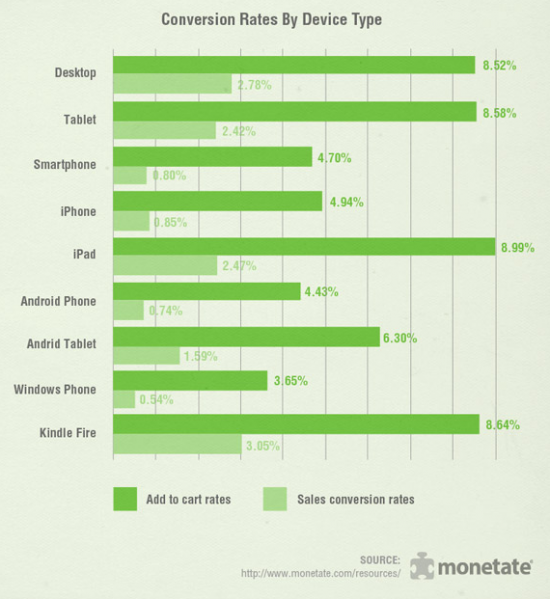 Conversion Rates By Device Type
Desktop
8.52%
2.78%
Tablet
8.58%
2.42%
Smartphone
4.70%
0.80%
iPhone
4.94%
0.85%
iPad
8.99%
2.47%
Android Phone
4.43%
0.74%
Andrid Tablet
6.30%
1.59%
Windows Phone
3.65%
0.54%
Kindle Fire
8.64%
3.05%
Add to cart rates
Sales conversion rates
SOURCE:
http://www.monetate.com/resources/
monetate